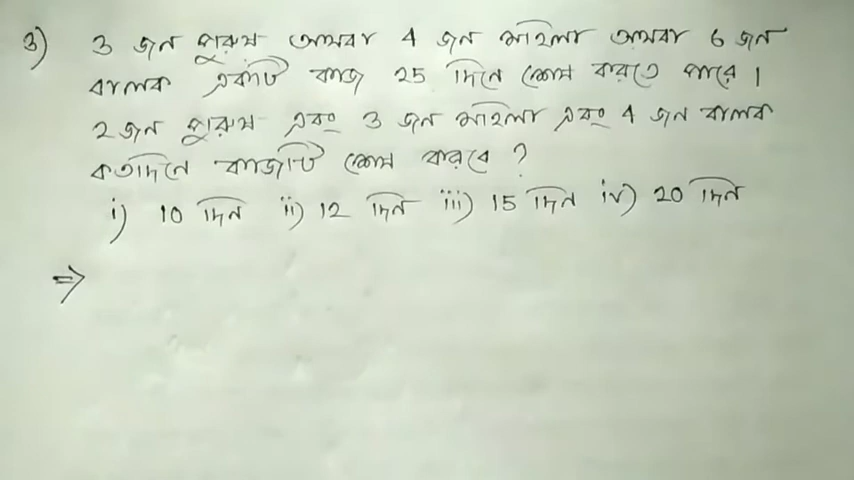 ৩) 3 জন পুরুষ অথবা 4 জন মহিলা অথবা 6 জন
বালক একটি কাজ 25 দিনে শেষ করতে পারে।
2 জন পুরুষ এবং 3 জন মহিলা এবং 4 জন বালক
কতদিনে কাজটি শেষ করবে ?
i) 10 দিন ii) 12 দিন iii) 15 দিন iv) 20 দিন
⇒